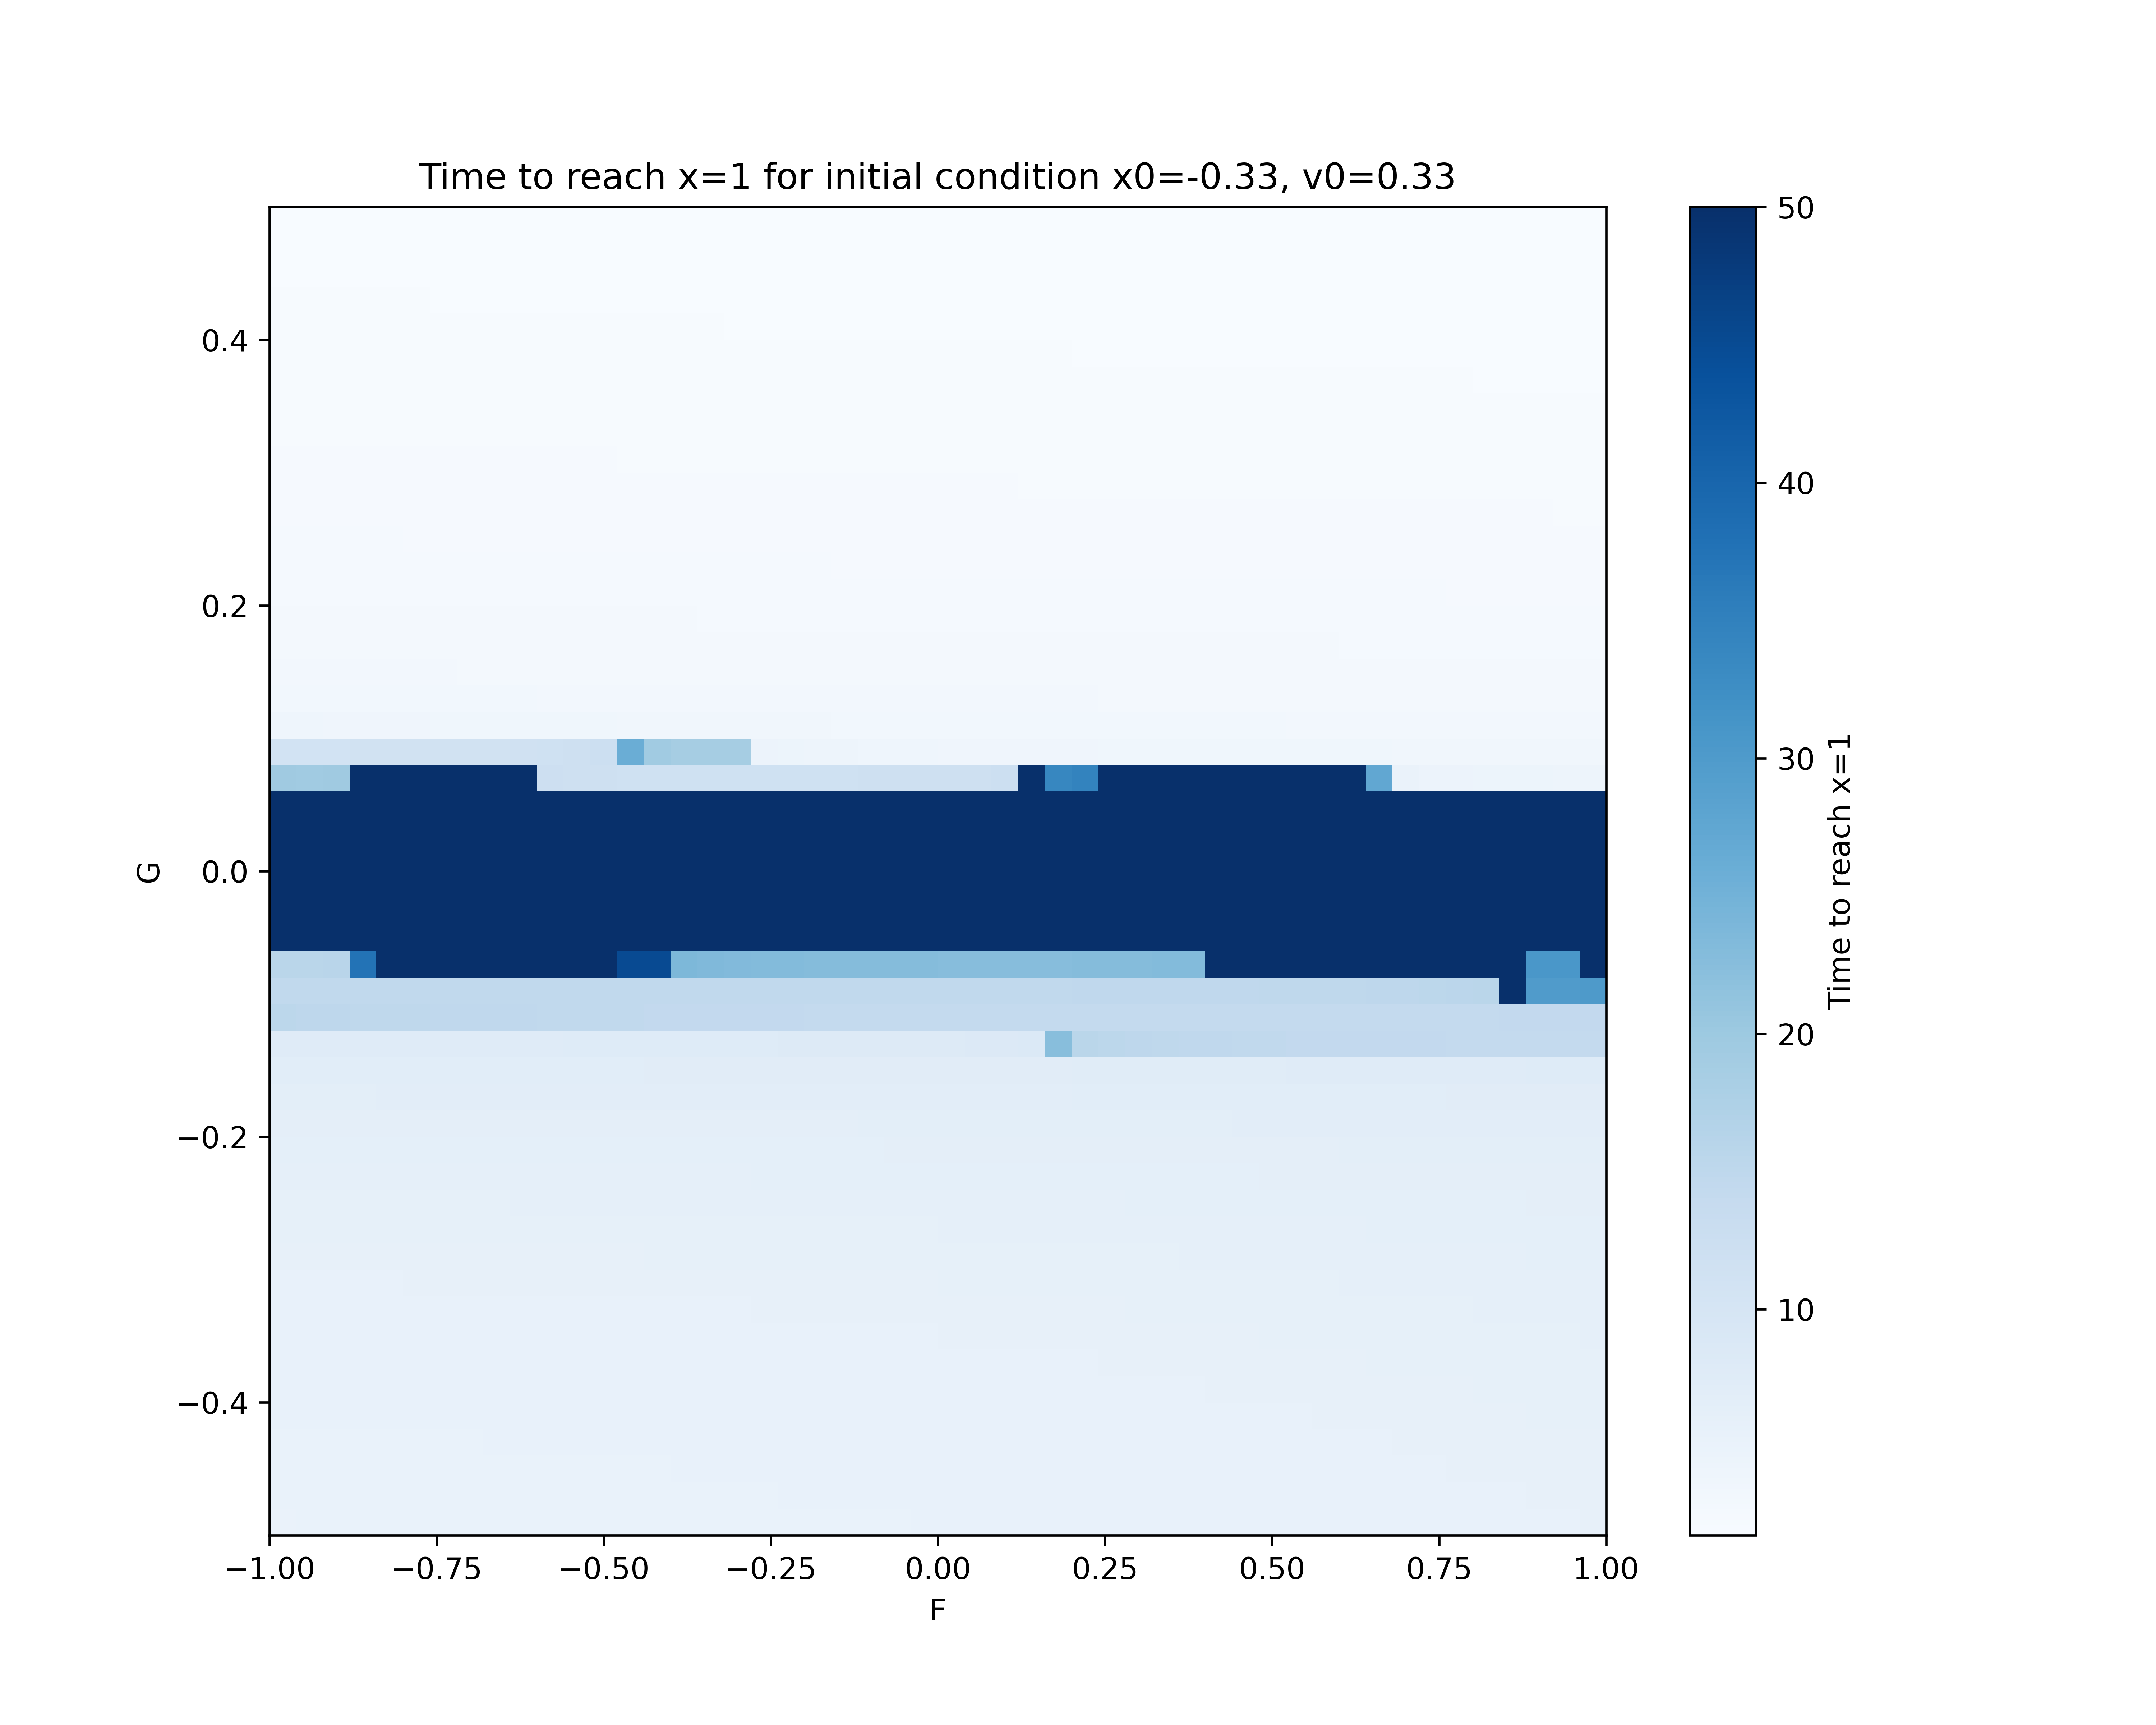 Time to reach x=1 for initial condition x0=-0.33, v0=0.33
G
0.4
0.2
0.0
−0.2
−0.4
−1.00 −0.75 −0.50 −0.25 0.00 0.25 0.50 0.75 1.00
F
50
40
30
20
10
Time to reach x=1